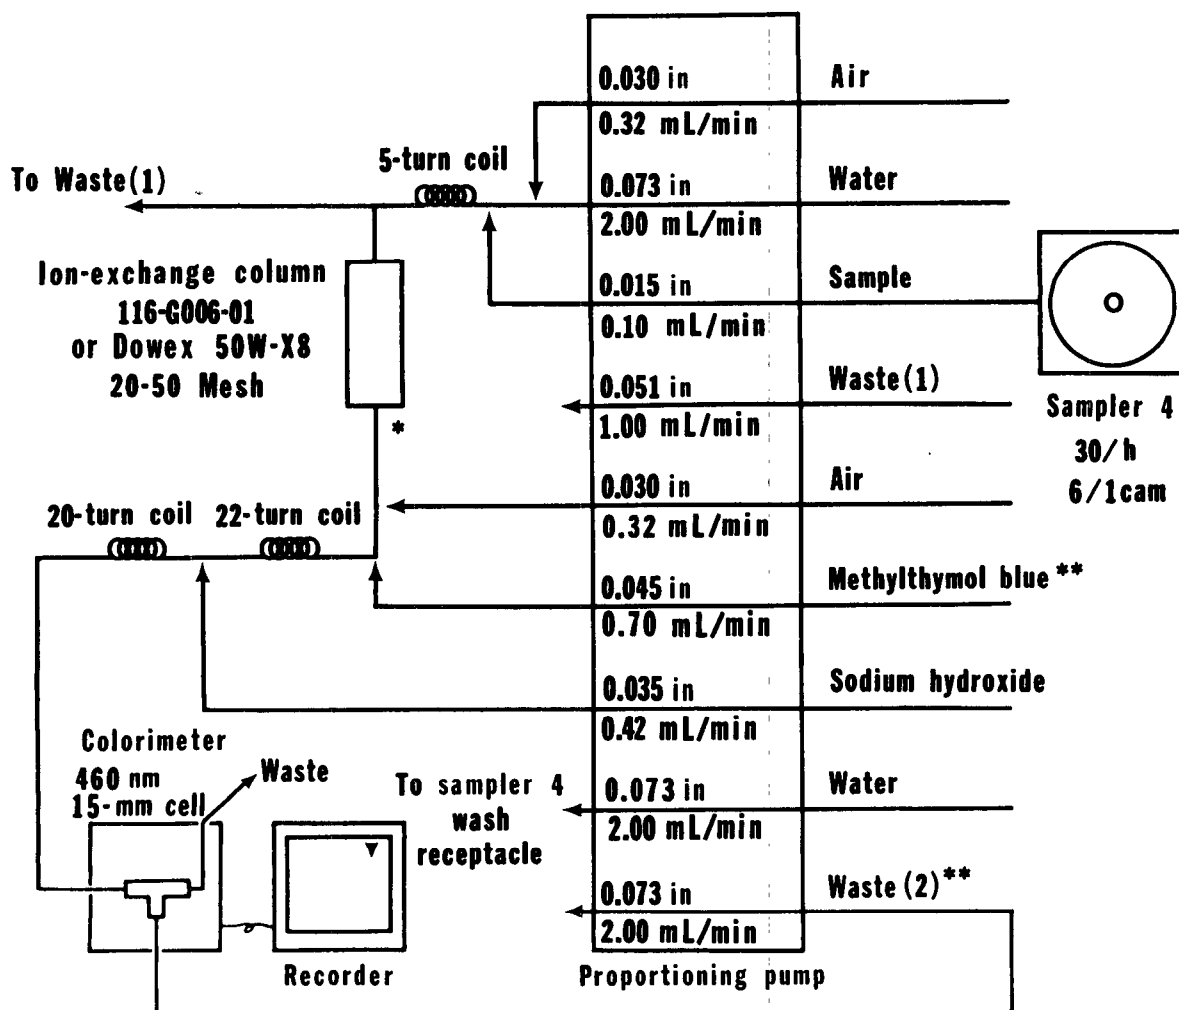 0.030 in
Air
0.32 mL/min
5-turn coil
To Waste(1)
0.073 in
Water
2.00 mL/min
Ion-exchange column
116-G006-01
or Dowex 50W-X8
20-50 Mesh
0.015 in
Sample
0.10 mL/min
0.051 in
Waste(1)
1.00 mL/min
*
Sampler 4
30/h
6/1cam
0.030 in
Air
0.32 mL/min
20-turn coil
22-turn coil
0.045 in
Methylthymol blue**
0.70 mL/min
0.035 in
Sodium hydroxide
0.42 mL/min
Colorimeter
460 nm
15-mm cell
Waste
To sampler 4
wash
receptacle
0.073 in
Water
2.00 mL/min
0.073 in
Waste (2)**
2.00 mL/min
Recorder
Proportioning pump